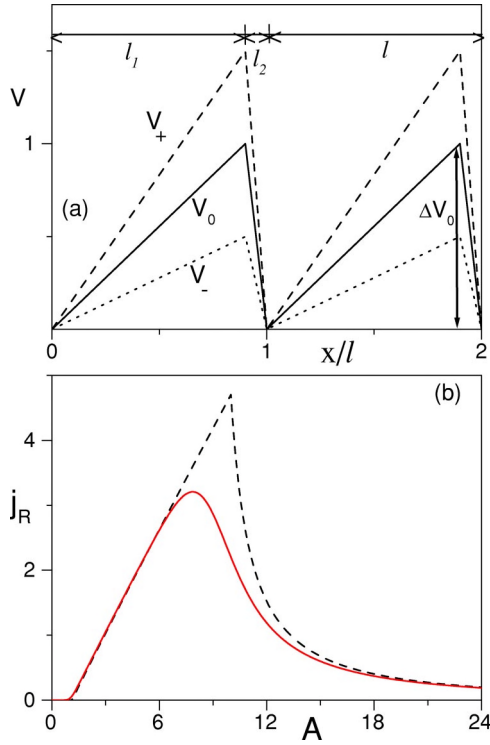 l₁ l₂ l
V
1
V₊
(a)
V₀
ΔV₀
V₋
0 1 x/l 2
(b)
4
jR
2
0
0 6 12 A 18 24